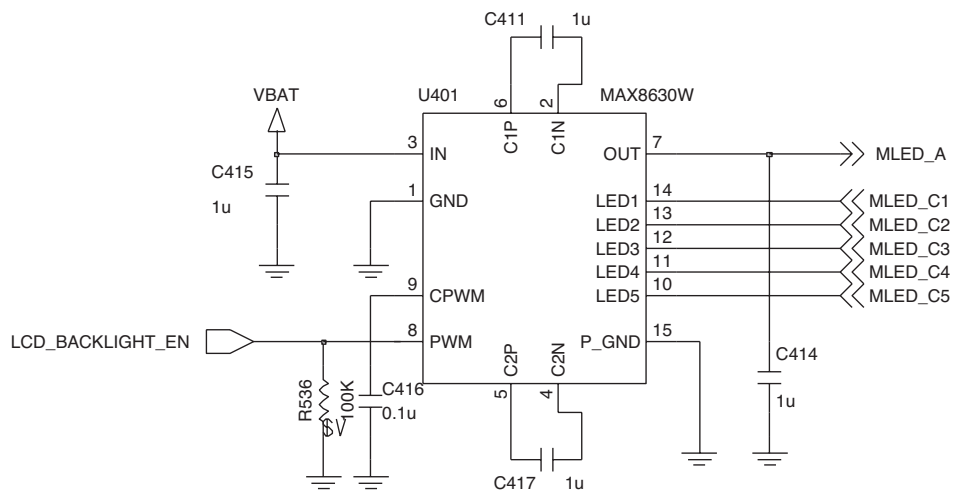 C411 1u
VBAT U401 6 2 MAX8630W
C1P C1N
3 IN OUT 7 MLED_A
C415
1u
1 GND LED1 14 MLED_C1
LED2 13 MLED_C2
LED3 12 MLED_C3
LED4 11 MLED_C4
LED5 10 MLED_C5
9 CPWM
LCD_BACKLIGHT_EN 8 PWM P_GND 15
C2P C2N
C414
1u
R536 100K
$V
C416
0.1u
5 4
C417 1u